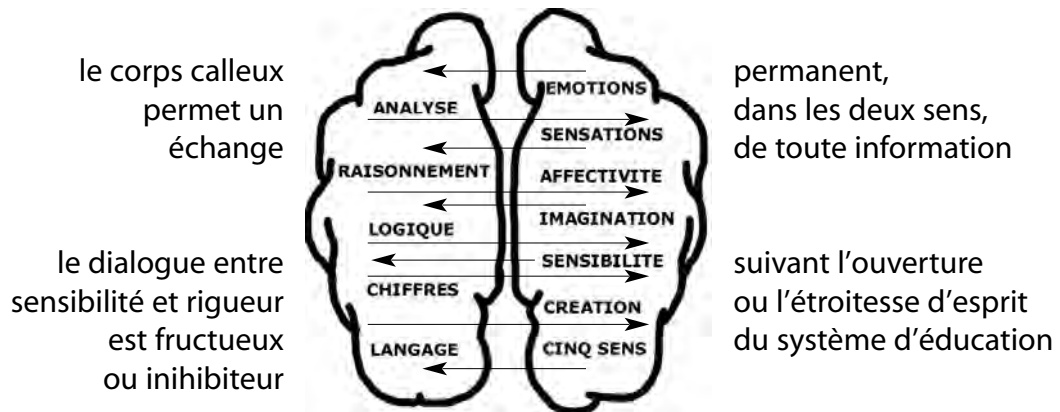 le corps calleux
permet un
échange
permanent,
dans les deux sens,
de toute information
ANALYSE
RAISONNEMENT
LOGIQUE
CHIFFRES
LANGAGE
EMOTIONS
SENSATIONS
AFFECTIVITE
IMAGINATION
SENSIBILITE
CREATION
CINQ SENS
le dialogue entre
sensibilité et rigueur
est fructueux
ou inihibiteur
suivant l’ouverture
ou l’étroitesse d’esprit
du système d’éducation